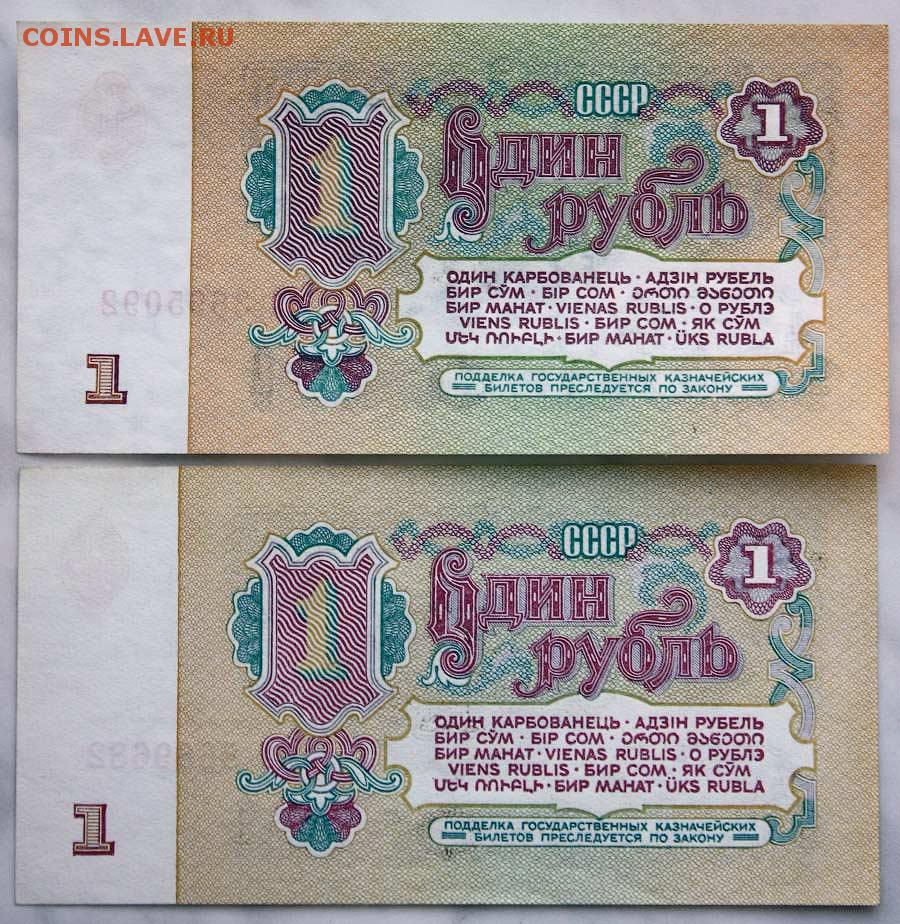 COINS.LAVE.RU
СССР
1
1
ОДИН
РУБЛЬ
ОДИН КАРБОВАНЕЦЬ · АДЗІН РУБЕЛЬ
БИР СЎМ · БІР СОМ · ᲔᲠᲗᲘ ᲛᲐᲜᲔᲗᲘ
БИР МАНАТ · VIENAS RUBLIS · О РУБЛЭ
VIENS RUBLIS · БИР СОМ · ЯК СЎМ
ՄԵԿ ՌՈՒԲԼԻ · БИР МАНАТ · ÜKS RUBLA
1
ПОДДЕЛКА ГОСУДАРСТВЕННЫХ КАЗНАЧЕЙСКИХ
БИЛЕТОВ ПРЕСЛЕДУЕТСЯ ПО ЗАКОНУ
СССР
1
1
ОДИН
РУБЛЬ
ОДИН КАРБОВАНЕЦЬ · АДЗІН РУБЕЛЬ
БИР СЎМ · БІР СОМ · ᲔᲠᲗᲘ ᲛᲐᲜᲔᲗᲘ
БИР МАНАТ · VIENAS RUBLIS · О РУБЛЭ
VIENS RUBLIS · БИР СОМ · ЯК СЎМ
ՄԵԿ ՌՈՒԲԼԻ · БИР МАНАТ · ÜKS RUBLA
1
ПОДДЕЛКА ГОСУДАРСТВЕННЫХ КАЗНАЧЕЙСКИХ
БИЛЕТОВ ПРЕСЛЕДУЕТСЯ ПО ЗАКОНУ